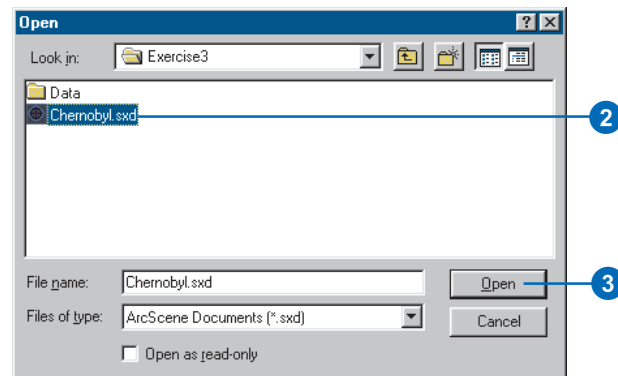 Open
Look in: Exercise3
Data
Chernobyl.sxd
2
File name: Chernobyl.sxd Open
3
Files of type: ArcScene Documents (*.sxd) Cancel
Open as read-only